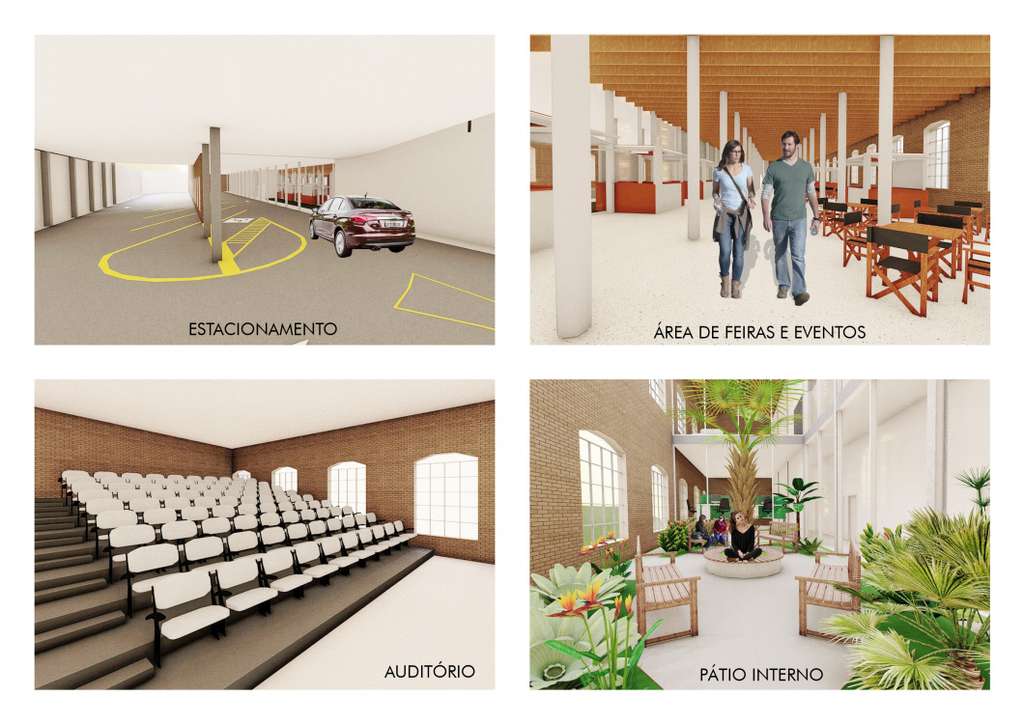 ESTACIONAMENTO
ÁREA DE FEIRAS E EVENTOS
AUDITÓRIO
PÁTIO INTERNO